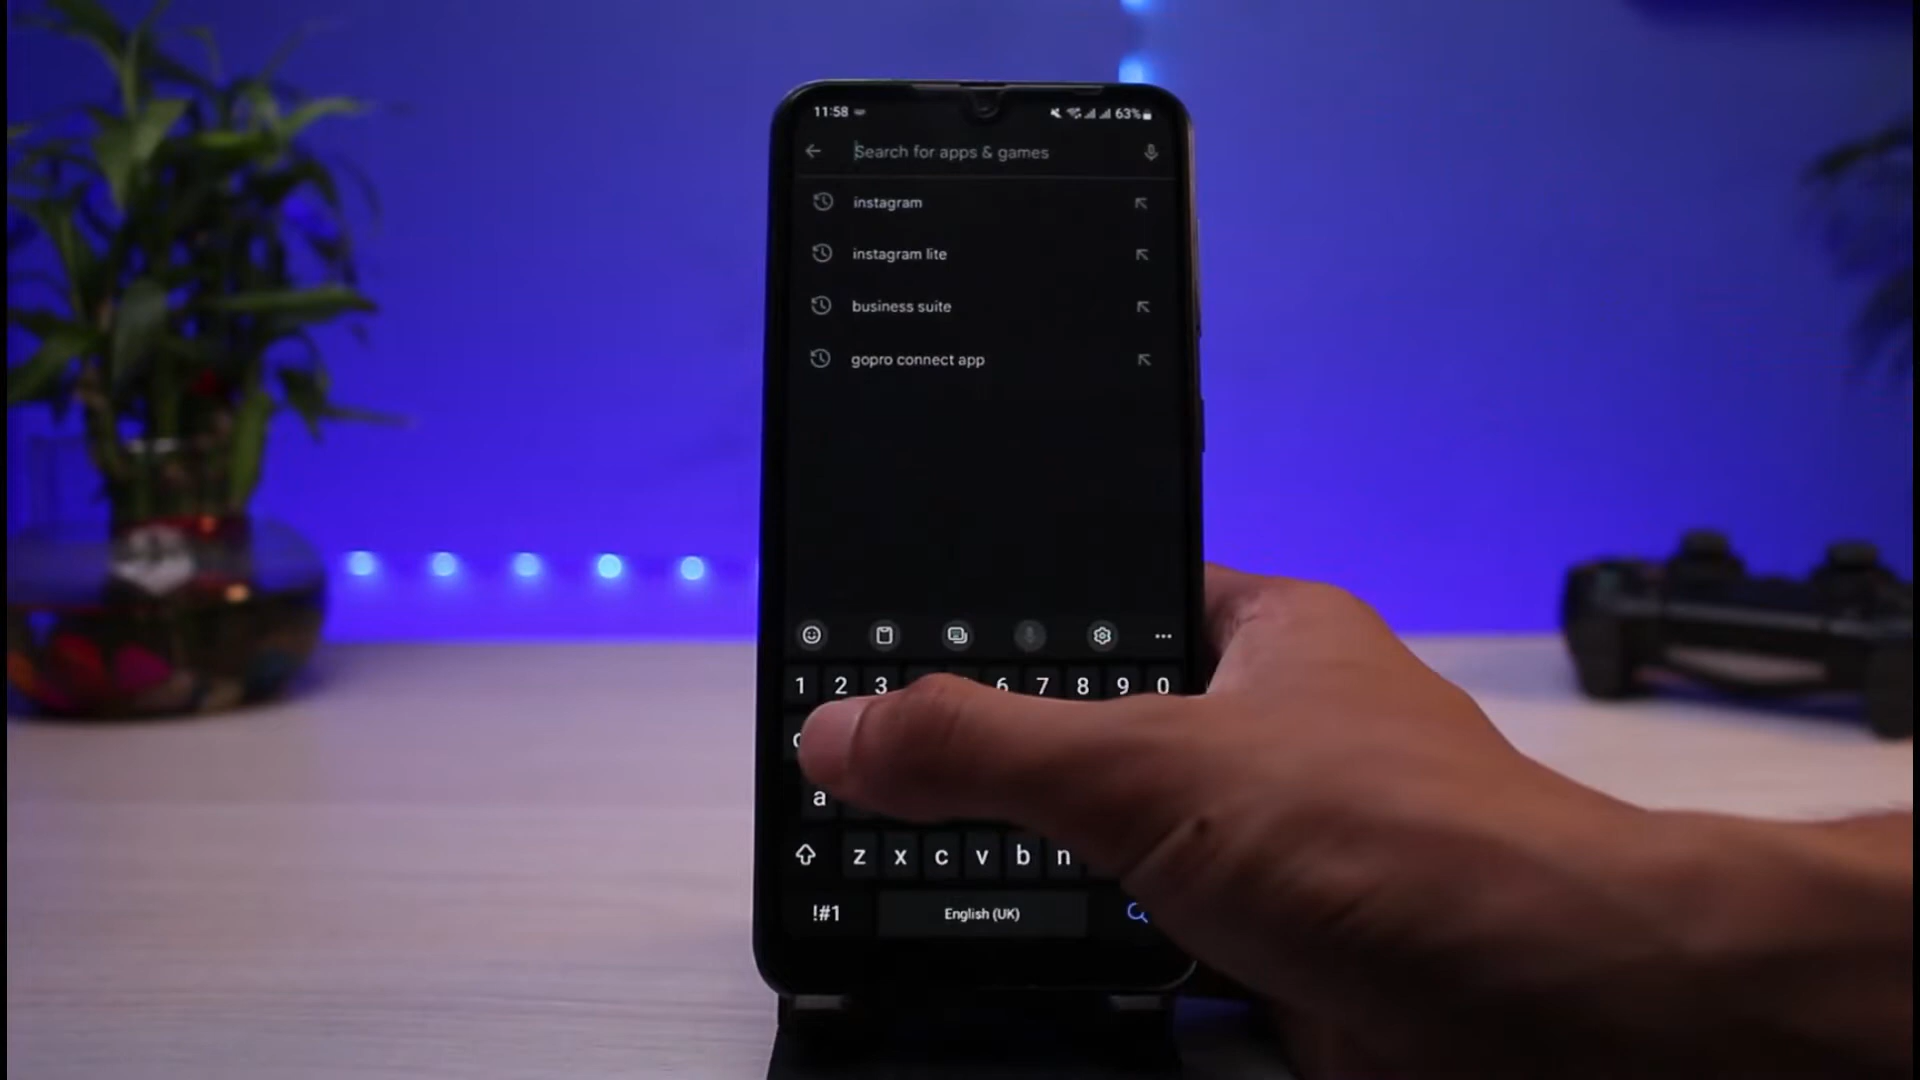 11:58 63%
Search for apps & games
instagram
instagram lite
business suite
gopro connect app
1 2 3 6 7 8 9 0
a
z x c v b n
!#1 English (UK)